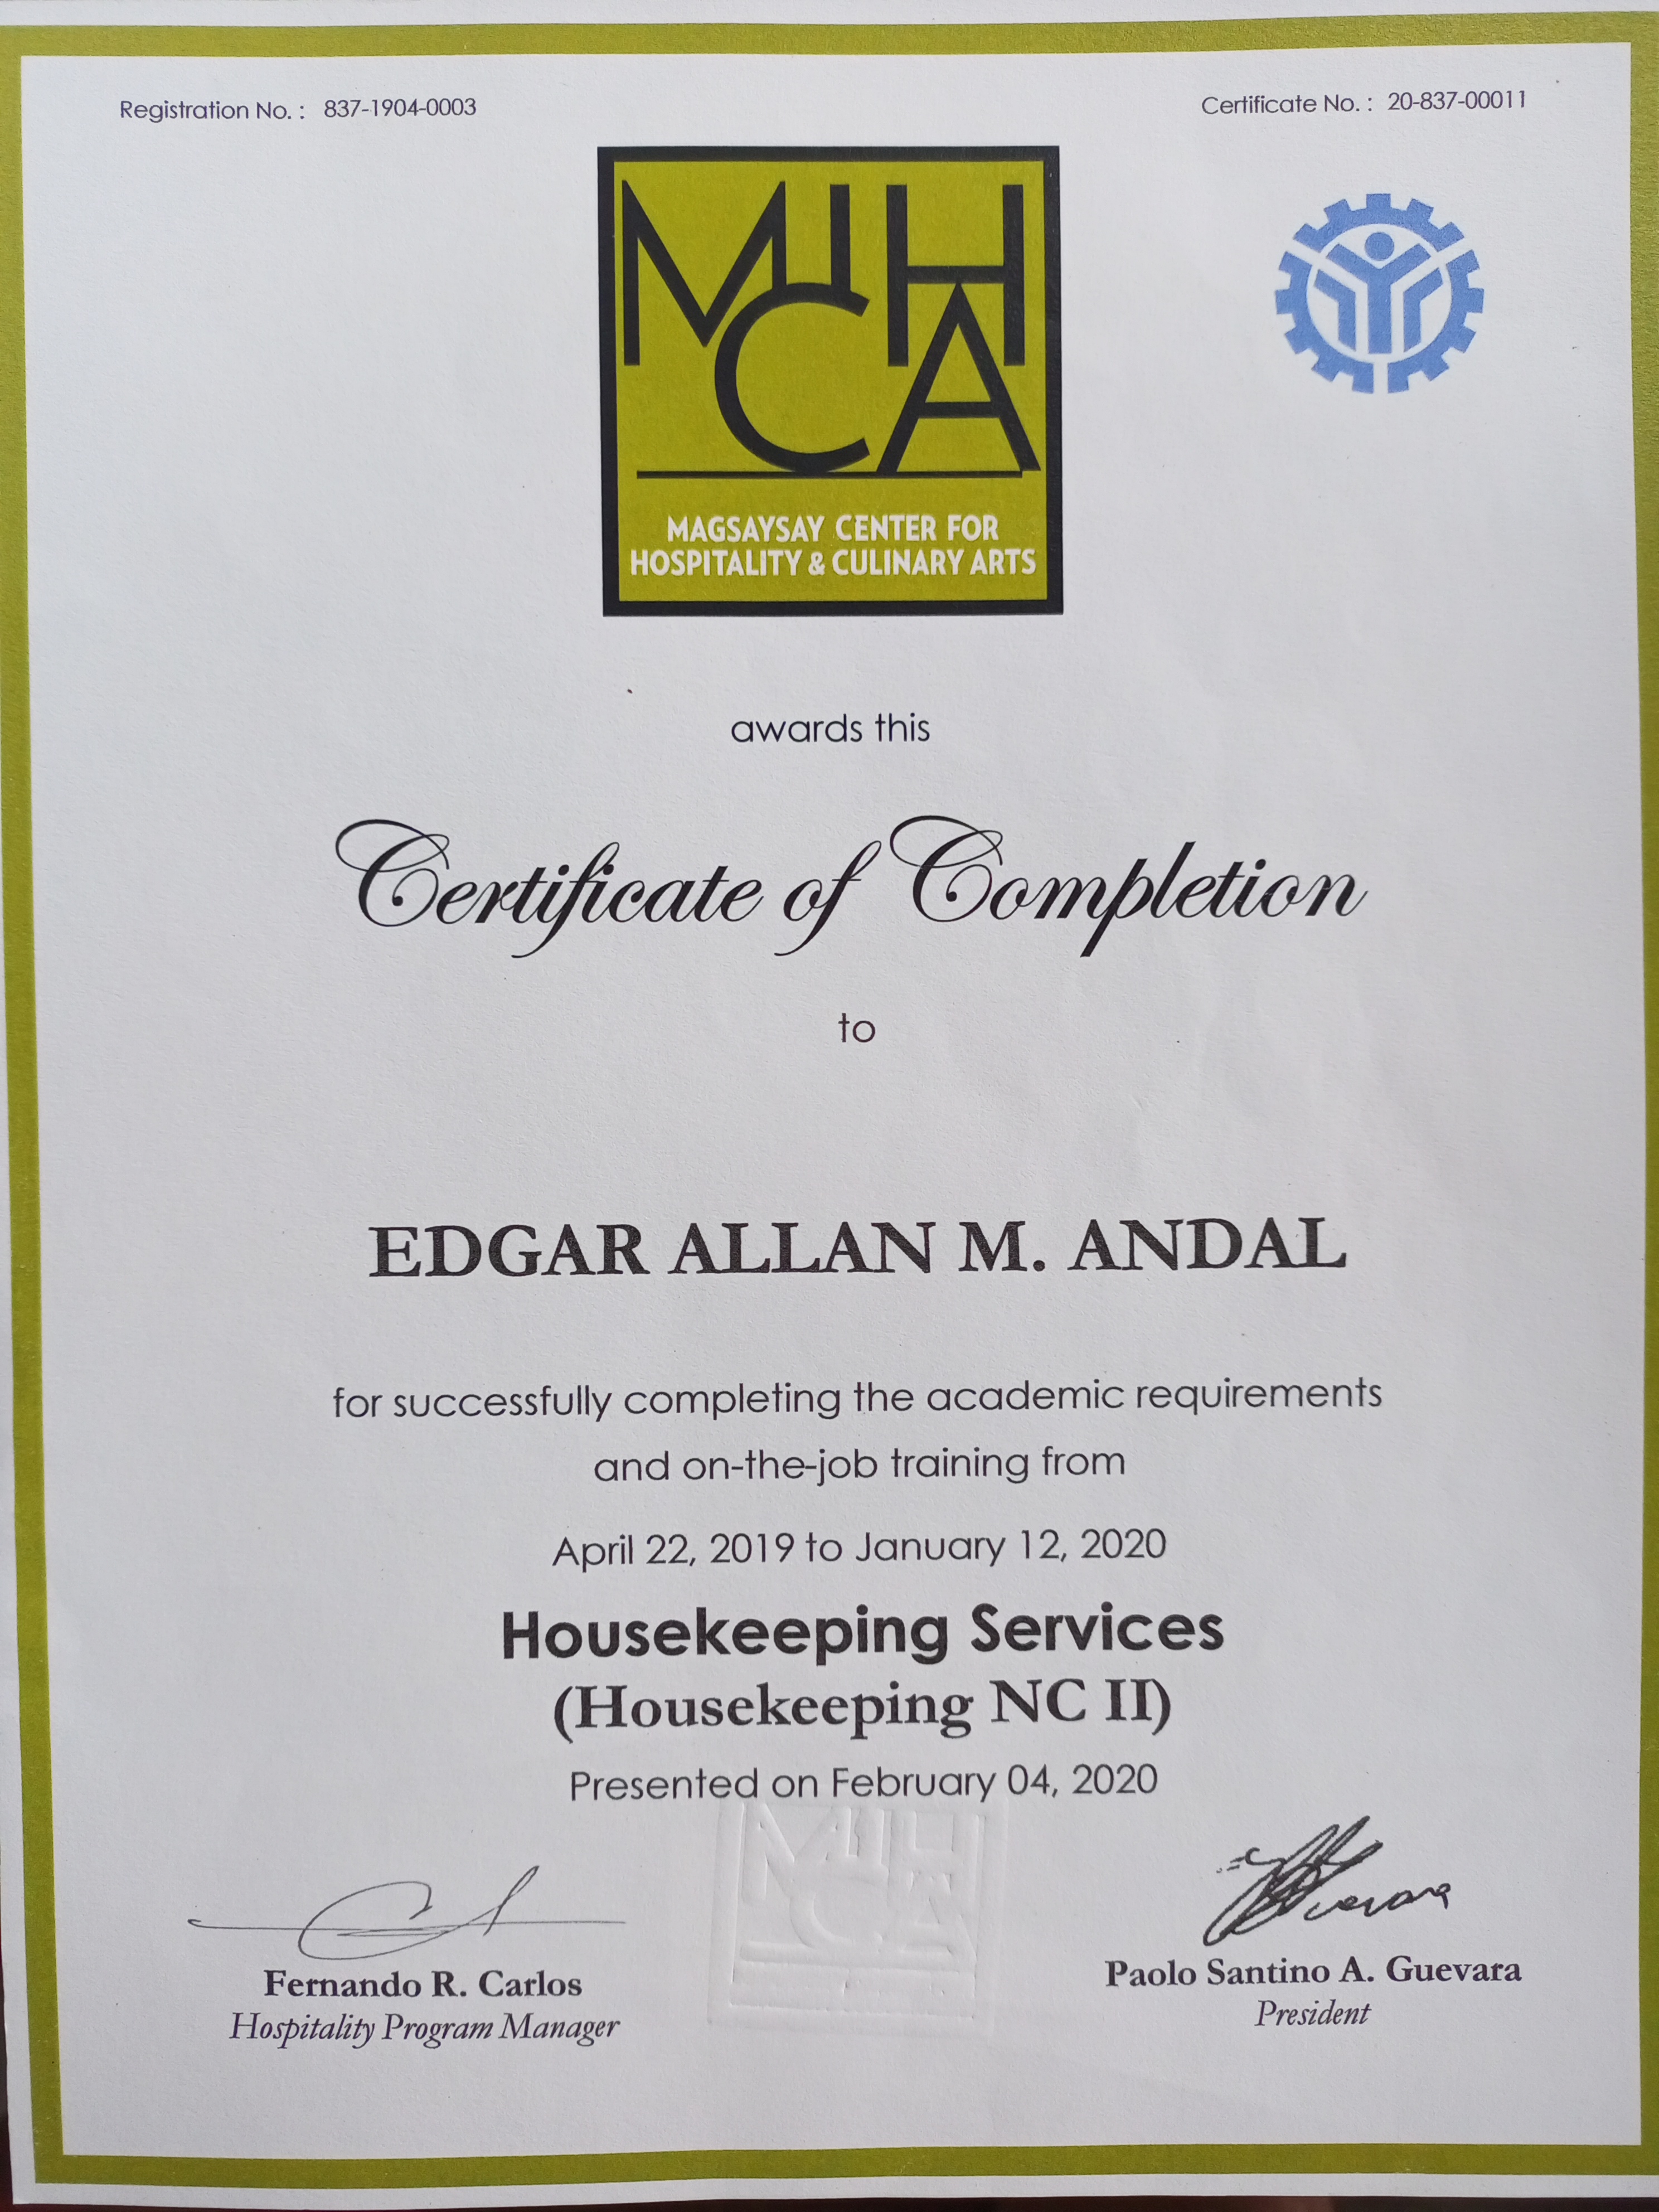 Registration No. : 837-1904-0003
Certificate No. : 20-837-00011
MIHCA
MAGSAYSAY CENTER FOR
HOSPITALITY & CULINARY ARTS
awards this
Certificate of Completion
to
EDGAR ALLAN M. ANDAL
for successfully completing the academic requirements
and on-the-job training from
April 22, 2019 to January 12, 2020
Housekeeping Services
(Housekeeping NC II)
Presented on February 04, 2020
MIHCA
Guevara
Fernando R. Carlos
Hospitality Program Manager
Paolo Santino A. Guevara
President